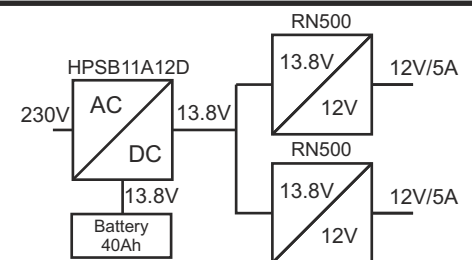 RN500
13.8V
12V/5A
12V
HPSB11A12D
230V
AC
13.8V
DC
RN500
13.8V
12V/5A
12V
13.8V
Battery
40Ah